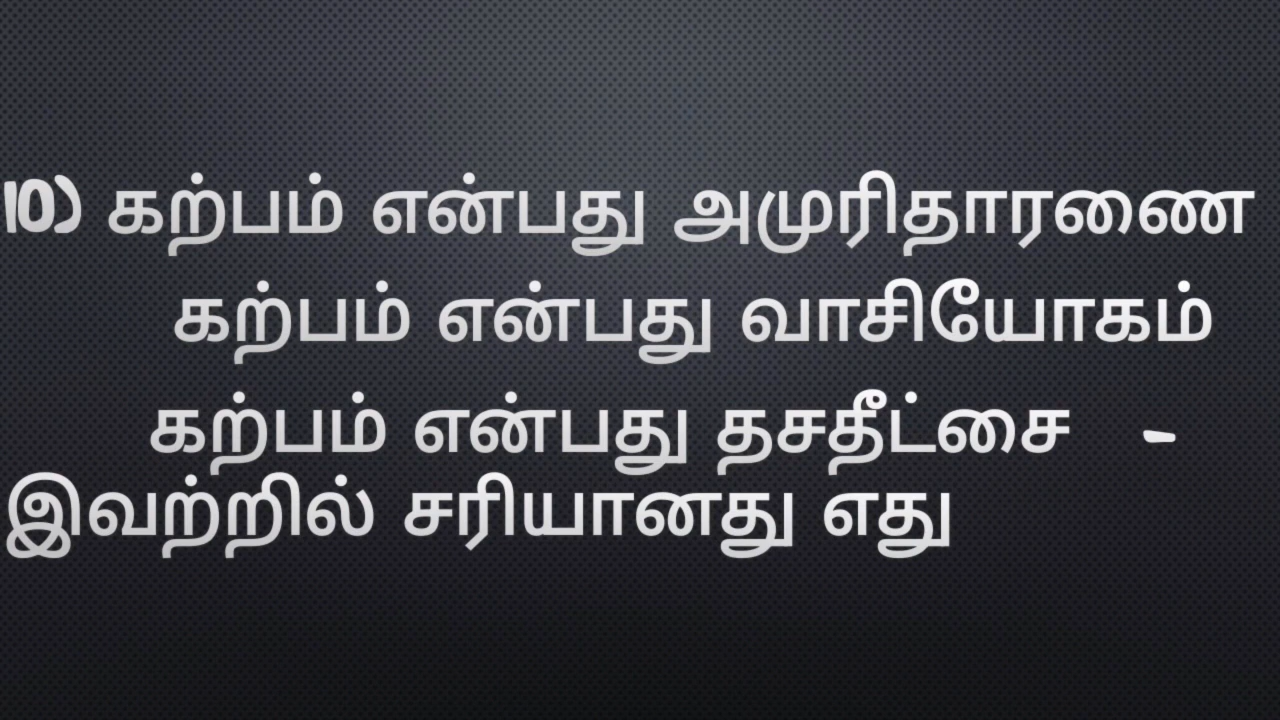 10) கற்பம் என்பது அமுரிதாரணை
கற்பம் என்பது வாசியோகம்
கற்பம் என்பது தசதீட்சை -
இவற்றில் சரியானது எது